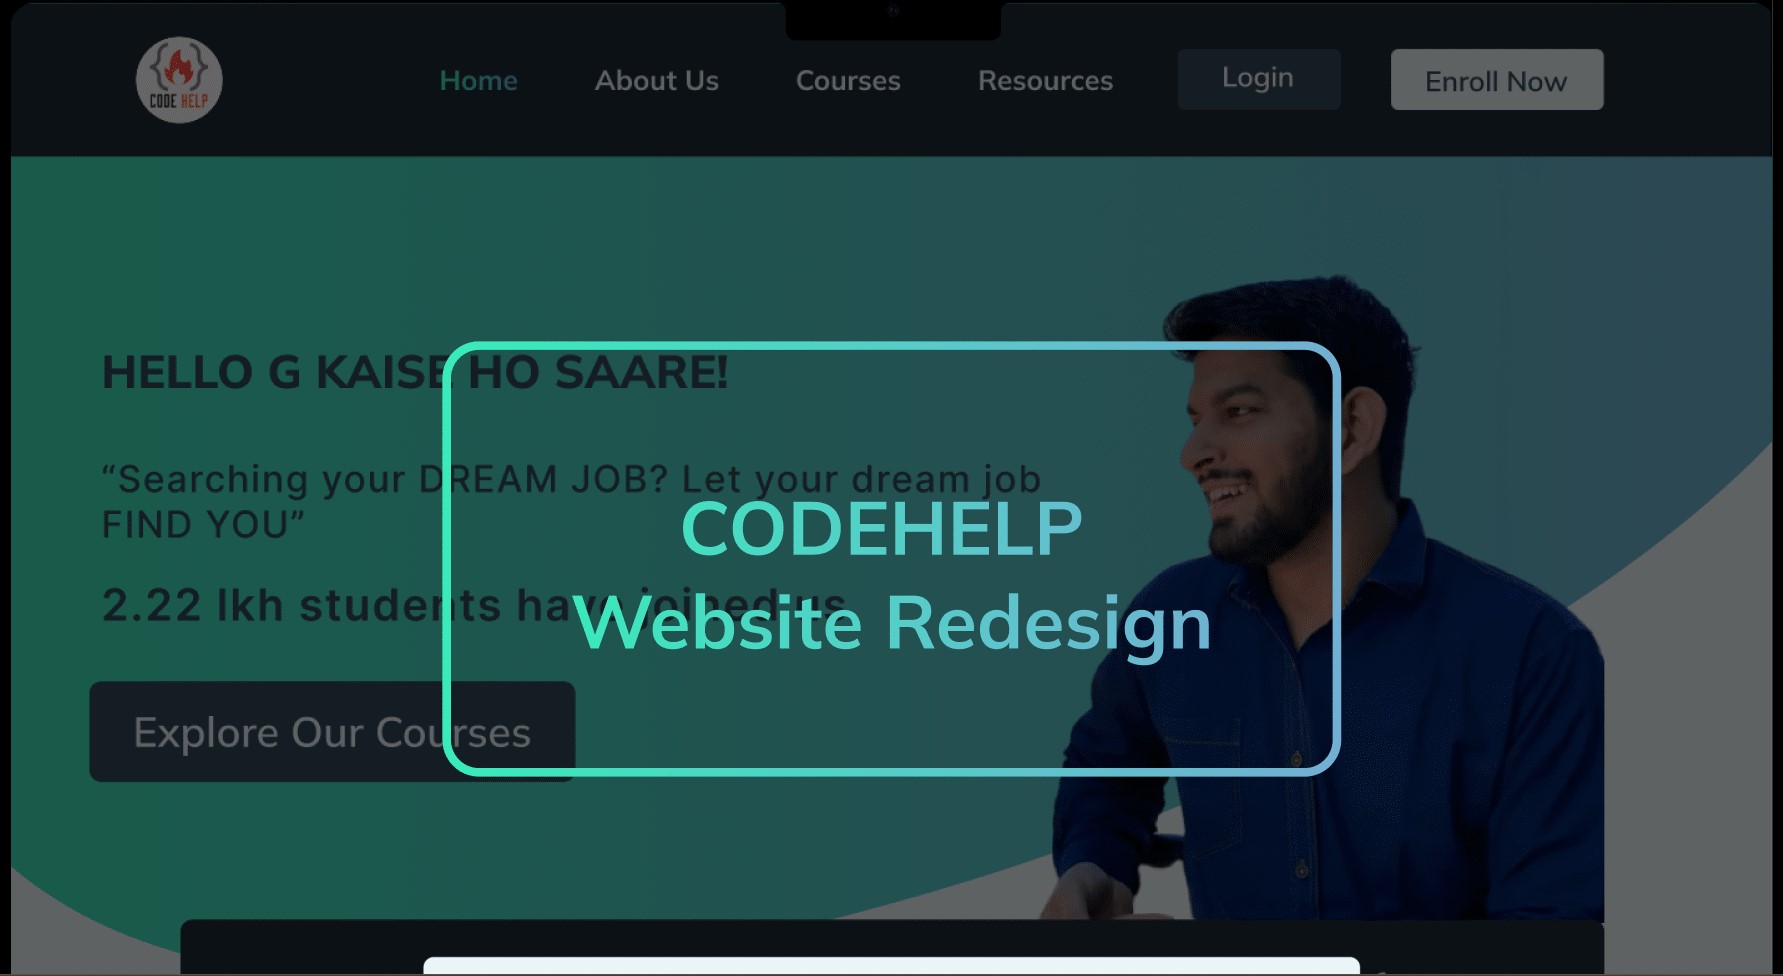 CODE HELP
Home
About Us
Courses
Resources
Login
Enroll Now
HELLO G KAISE HO SAARE!
“Searching your DREAM JOB? Let your dream job
FIND YOU”
2.22 lkh students have joined us
Explore Our Courses
CODEHELP
Website Redesign